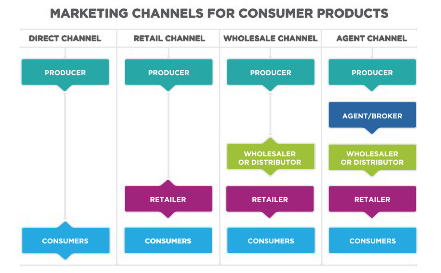 MARKETING CHANNELS FOR CONSUMER PRODUCTS
DIRECT CHANNEL
RETAIL CHANNEL
WHOLESALE CHANNEL
AGENT CHANNEL
PRODUCER
PRODUCER
PRODUCER
PRODUCER
AGENT/BROKER
WHOLESALER
OR DISTRIBUTOR
WHOLESALER
OR DISTRIBUTOR
RETAILER
RETAILER
RETAILER
CONSUMERS
CONSUMERS
CONSUMERS
CONSUMERS